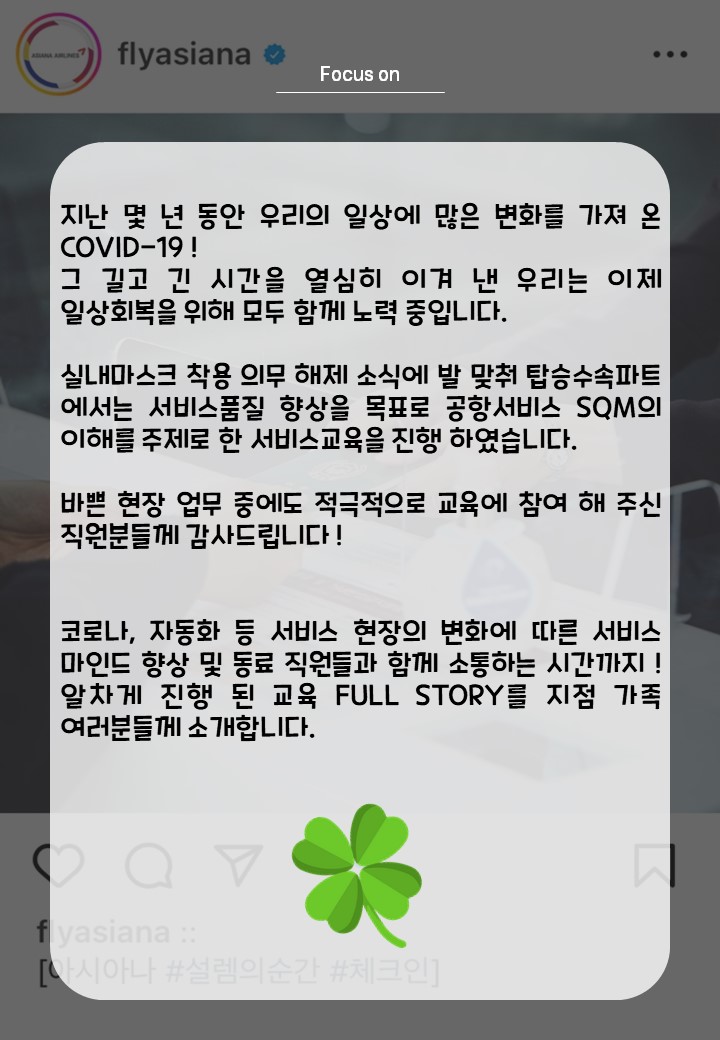 flyasiana
ASIANA AIRLINES
Focus on
지난 몇 년 동안 우리의 일상에 많은 변화를 가져 온
COVID-19 !
그 길고 긴 시간을 열심히 이겨 낸 우리는 이제
일상회복을 위해 모두 함께 노력 중입니다.
실내마스크 착용 의무 해제 소식에 발 맞춰 탑승수속파트
에서는 서비스품질 향상을 목표로 공항서비스 SQM의
이해를 주제로 한 서비스교육을 진행 하였습니다.
바쁜 현장 업무 중에도 적극적으로 교육에 참여 해 주신
직원분들께 감사드립니다 !
코로나, 자동화 등 서비스 현장의 변화에 따른 서비스
마인드 향상 및 동료 직원들과 함께 소통하는 시간까지 !
알차게 진행 된 교육 FULL STORY를 지점 가족
여러분들께 소개합니다.
flyasiana ::
[아시아나 #설렘의순간 #체크인]